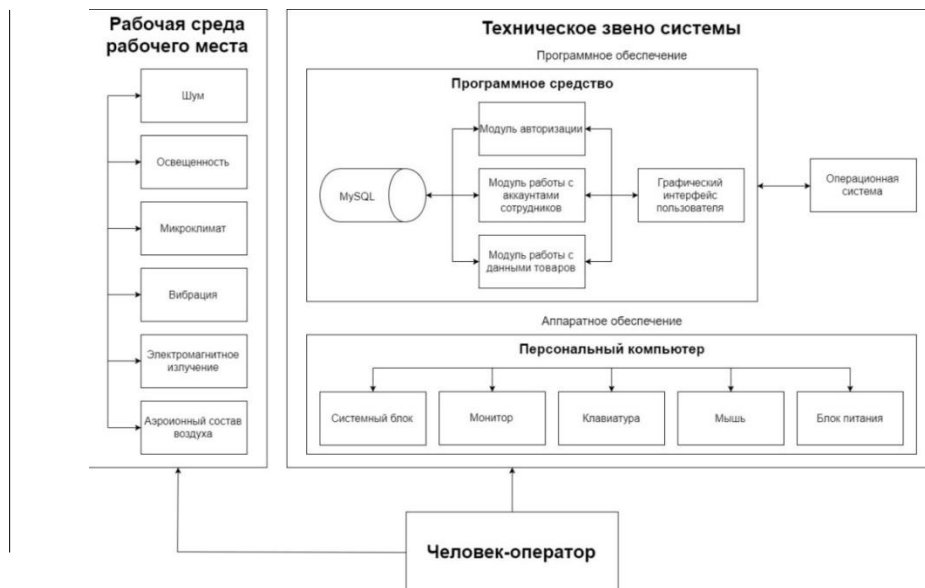 Рабочая среда
рабочего места
Шум
Освещенность
Микроклимат
Вибрация
Электромагнитное
излучение
Аэроионный состав
воздуха
Техническое звено системы
Программное обеспечение
Программное средство
MySQL
Модуль авторизации
Модуль работы с
аккаунтами
сотрудников
Модуль работы с
данными товаров
Графический
интерфейс
пользователя
Операционная
система
Аппаратное обеспечение
Персональный компьютер
Системный блок
Монитор
Клавиатура
Мышь
Блок питания
Человек-оператор